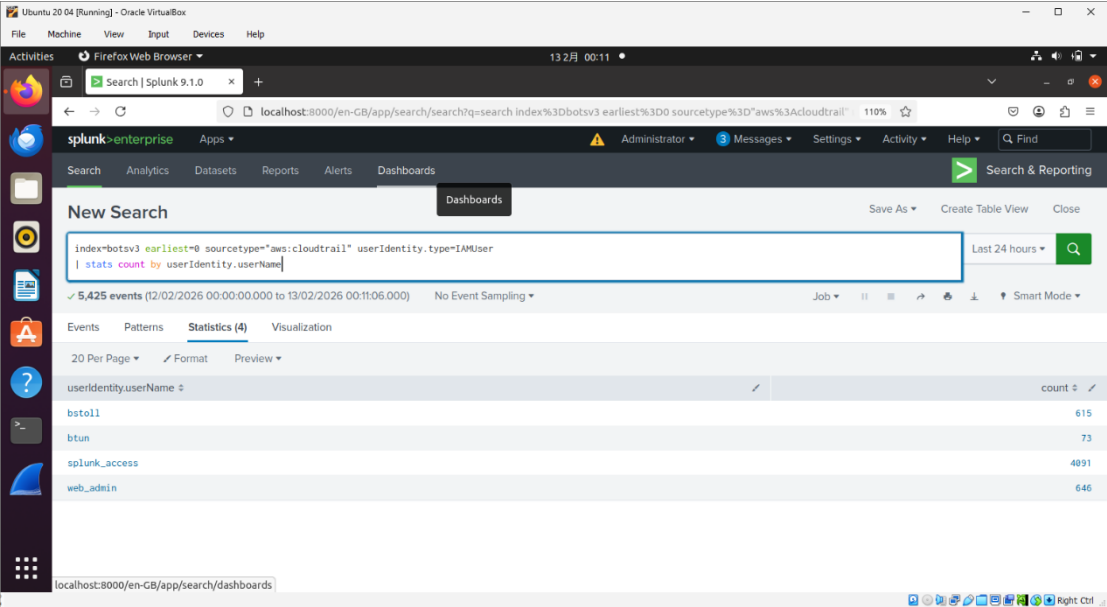 Ubuntu 20 04 [Running] - Oracle VirtualBox
File Machine View Input Devices Help
Activities Firefox Web Browser 13 2月 00:11
Search | Splunk 9.1.0
localhost:8000/en-GB/app/search/search?q=search index%3Dbotsv3 earliest%3D0 sourcetype%3D"aws%3Acloudtrail" 110%
splunk>enterprise Apps Administrator 3 Messages Settings Activity Help Find
Search Analytics Datasets Reports Alerts Dashboards Search & Reporting
Dashboards
New Search Save As Create Table View Close
index=botsv3 earliest=0 sourcetype="aws:cloudtrail" userIdentity.type=IAMUser
| stats count by userIdentity.userName
Last 24 hours
5,425 events (12/02/2026 00:00:00.000 to 13/02/2026 00:11:06.000) No Event Sampling Job Smart Mode
Events Patterns Statistics (4) Visualization
20 Per Page Format Preview
userIdentity.userName count
bstoll 615
btun 73
splunk_access 4091
web_admin 646
localhost:8000/en-GB/app/search/dashboards
Right Ctrl